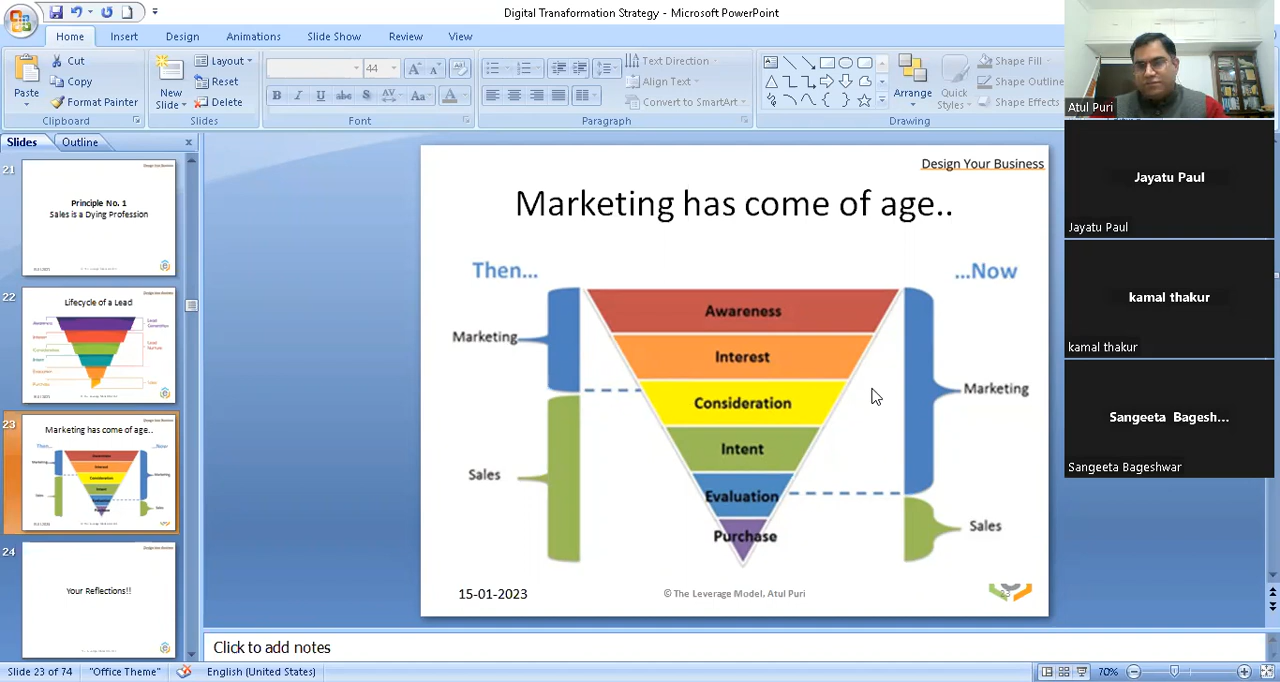 Digital Tranaformation Strategy - Microsoft PowerPoint
Home Insert Design Animations Slide Show Review View
Paste
Cut
Copy
Format Painter
Clipboard
New
Slide
Layout
Reset
Delete
Slides
44
B I U abc S AV Aa A
Font
Text Direction
Align Text
Convert to SmartArt
Paragraph
Arrange
Quick
Styles
Shape Fill
Shape Outline
Shape Effects
Drawing
Slides Outline
21
Principle No. 1
Sales is a Dying Profession
22
Lifecycle of a Lead
23
Marketing has come of age..
24
Your Reflections!!
Design Your Business
Marketing has come of age..
Then...
...Now
Marketing
Sales
Awareness
Interest
Consideration
Intent
Evaluation
Purchase
Marketing
Sales
15-01-2023
© The Leverage Model. Atul Puri
23
Click to add notes
Slide 23 of 74
"Office Theme"
English (United States)
70%
Atul Puri
Jayatu Paul
Jayatu Paul
kamal thakur
kamal thakur
Sangeeta Bagesh...
Sangeeta Bageshwar